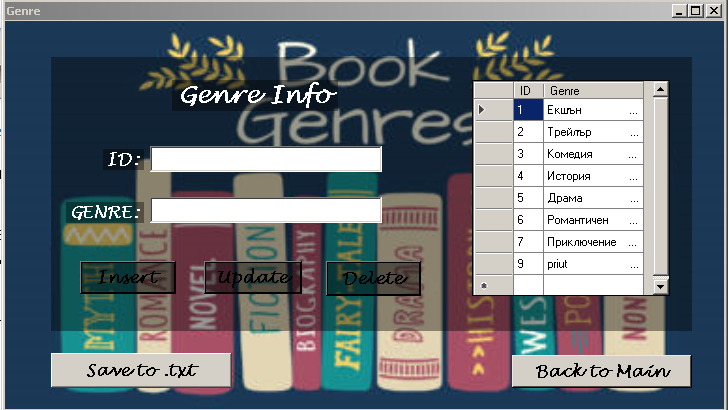 Genre
Book
Genres
Genre Info
ID:
GENRE:
Insert Update Delete
ID Genre
1 Екшън ...
2 Трейлър ...
3 Комедия ...
4 История ...
5 Драма ...
6 Романтичен ...
7 Приключение ...
9 priut ...
*
MYTH
ROMANCE
NOVEL
FICTION
BIOGRAPHY
FAIRY TALE
DRAMA
HISTORY
WES
PO
NON
Save to .txt
Back to Main